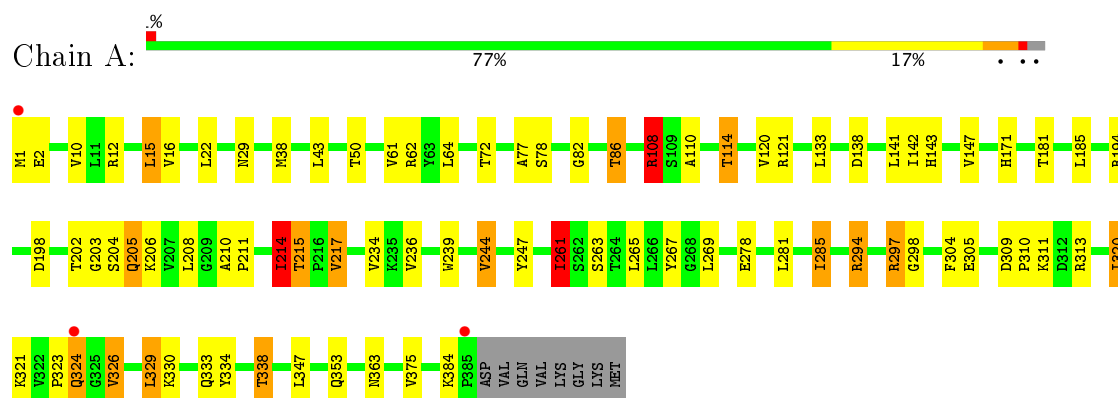 .%
Chain A:
77% 17% . . .
M1 E2 V10 L11 R12 L15 V16 L22 N29 M38 L43 T50 V61 R62 Y63 L64 T72 A77 S78 G82 T86 R108 S109 A110 T114 V120 R121 L133 D138 L141 I142 H143 V147 H171 T181 L185
D198 T202 G203 S204 Q205 K206 V207 L208 G209 A210 P211 I214 T215 P216 V217 V234 K235 V236 W239 V244 Y247 I261 S262 S263 T264 L265 L266 Y267 G268 L269 E278 L281 I285 R294 R297 G298 F304 E305 D309 P310 K311 D312 R313
K321 V322 P323 Q324 G325 V326 L329 K330 Q333 Y334 T338 L347 Q353 N363 V375 K384 P385 ASP VAL GLN VAL LYS GLY LYS MET